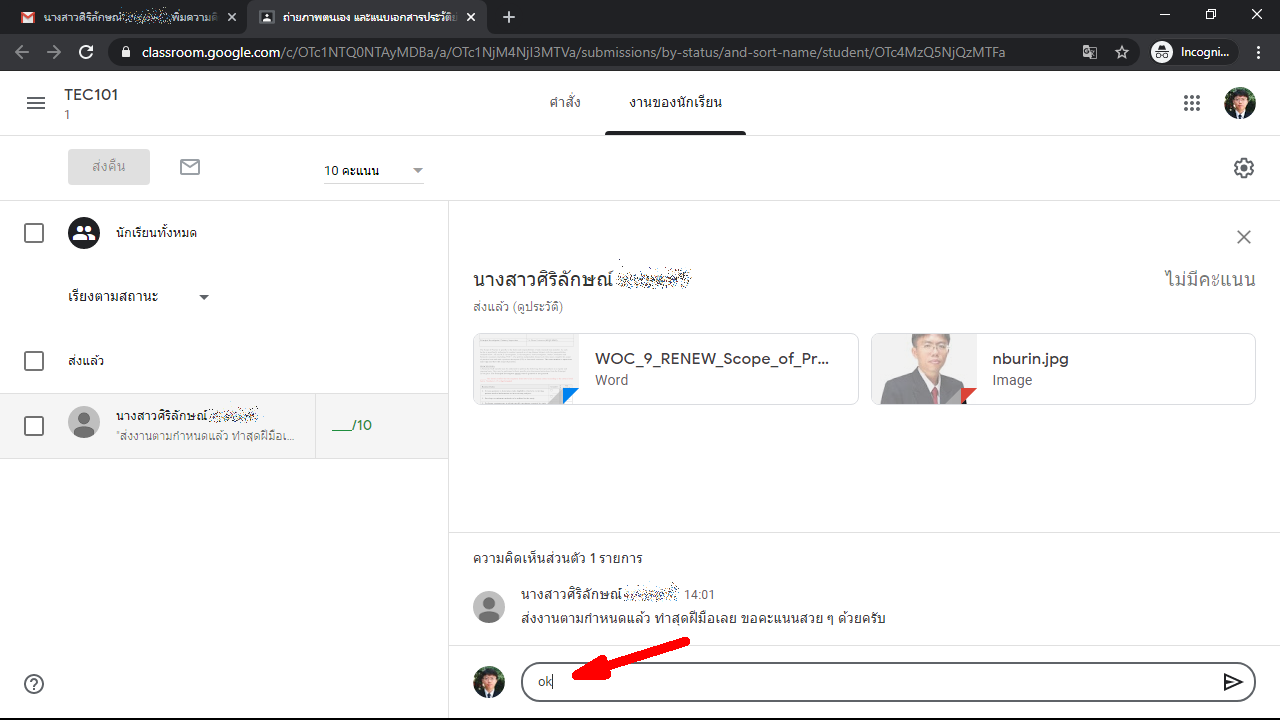 นางสาวศิริลักษณ์ พิ่มความคิ
ถ่ายภาพตนเอง และแนบเอกสารประวัติย่
classroom.google.com/c/OTc1NTQ0NTAyMDBa/a/OTc1NjM4NjI3MTVa/submissions/by-status/and-sort-name/student/OTc4MzQ5NjQzMTFa
Incogni...
TEC101
1
คำสั่ง
งานของนักเรียน
ส่งคืน
10 คะแนน
นักเรียนทั้งหมด
เรียงตามสถานะ
ส่งแล้ว
นางสาวศิริลักษณ์
"ส่งงานตามกำหนดแล้ว ทำสุดฝีมือเ...
__/10
นางสาวศิริลักษณ์
ไม่มีคะแนน
ส่งแล้ว (ดูประวัติ)
WOC_9_RENEW_Scope_of_Pr...
Word
nburin.jpg
Image
ความคิดเห็นส่วนตัว 1 รายการ
นางสาวศิริลักษณ์ 14:01
ส่งงานตามกำหนดแล้ว ทำสุดฝีมือเลย ขอคะแนนสวย ๆ ด้วยครับ
ok